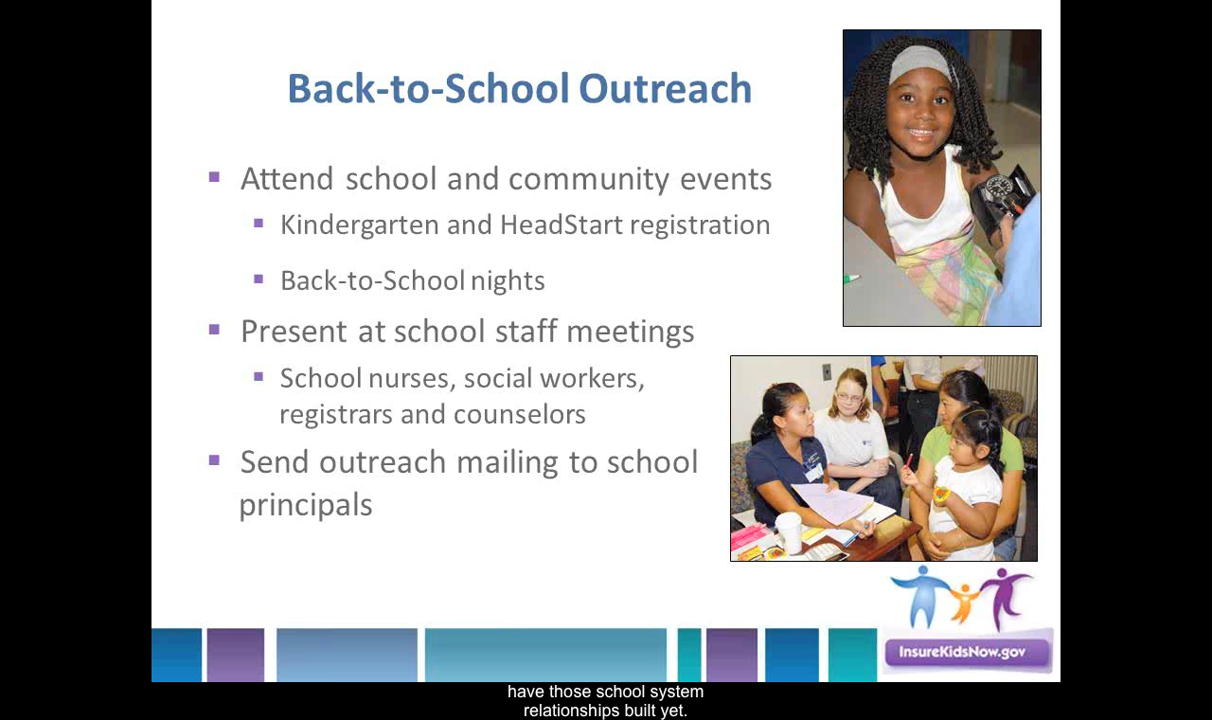 Back-to-School Outreach
▪ Attend school and community events
▪ Kindergarten and HeadStart registration
▪ Back-to-School nights
▪ Present at school staff meetings
▪ School nurses, social workers,
registrars and counselors
▪ Send outreach mailing to school
principals
InsureKidsNow.gov
have those school system
relationships built yet.